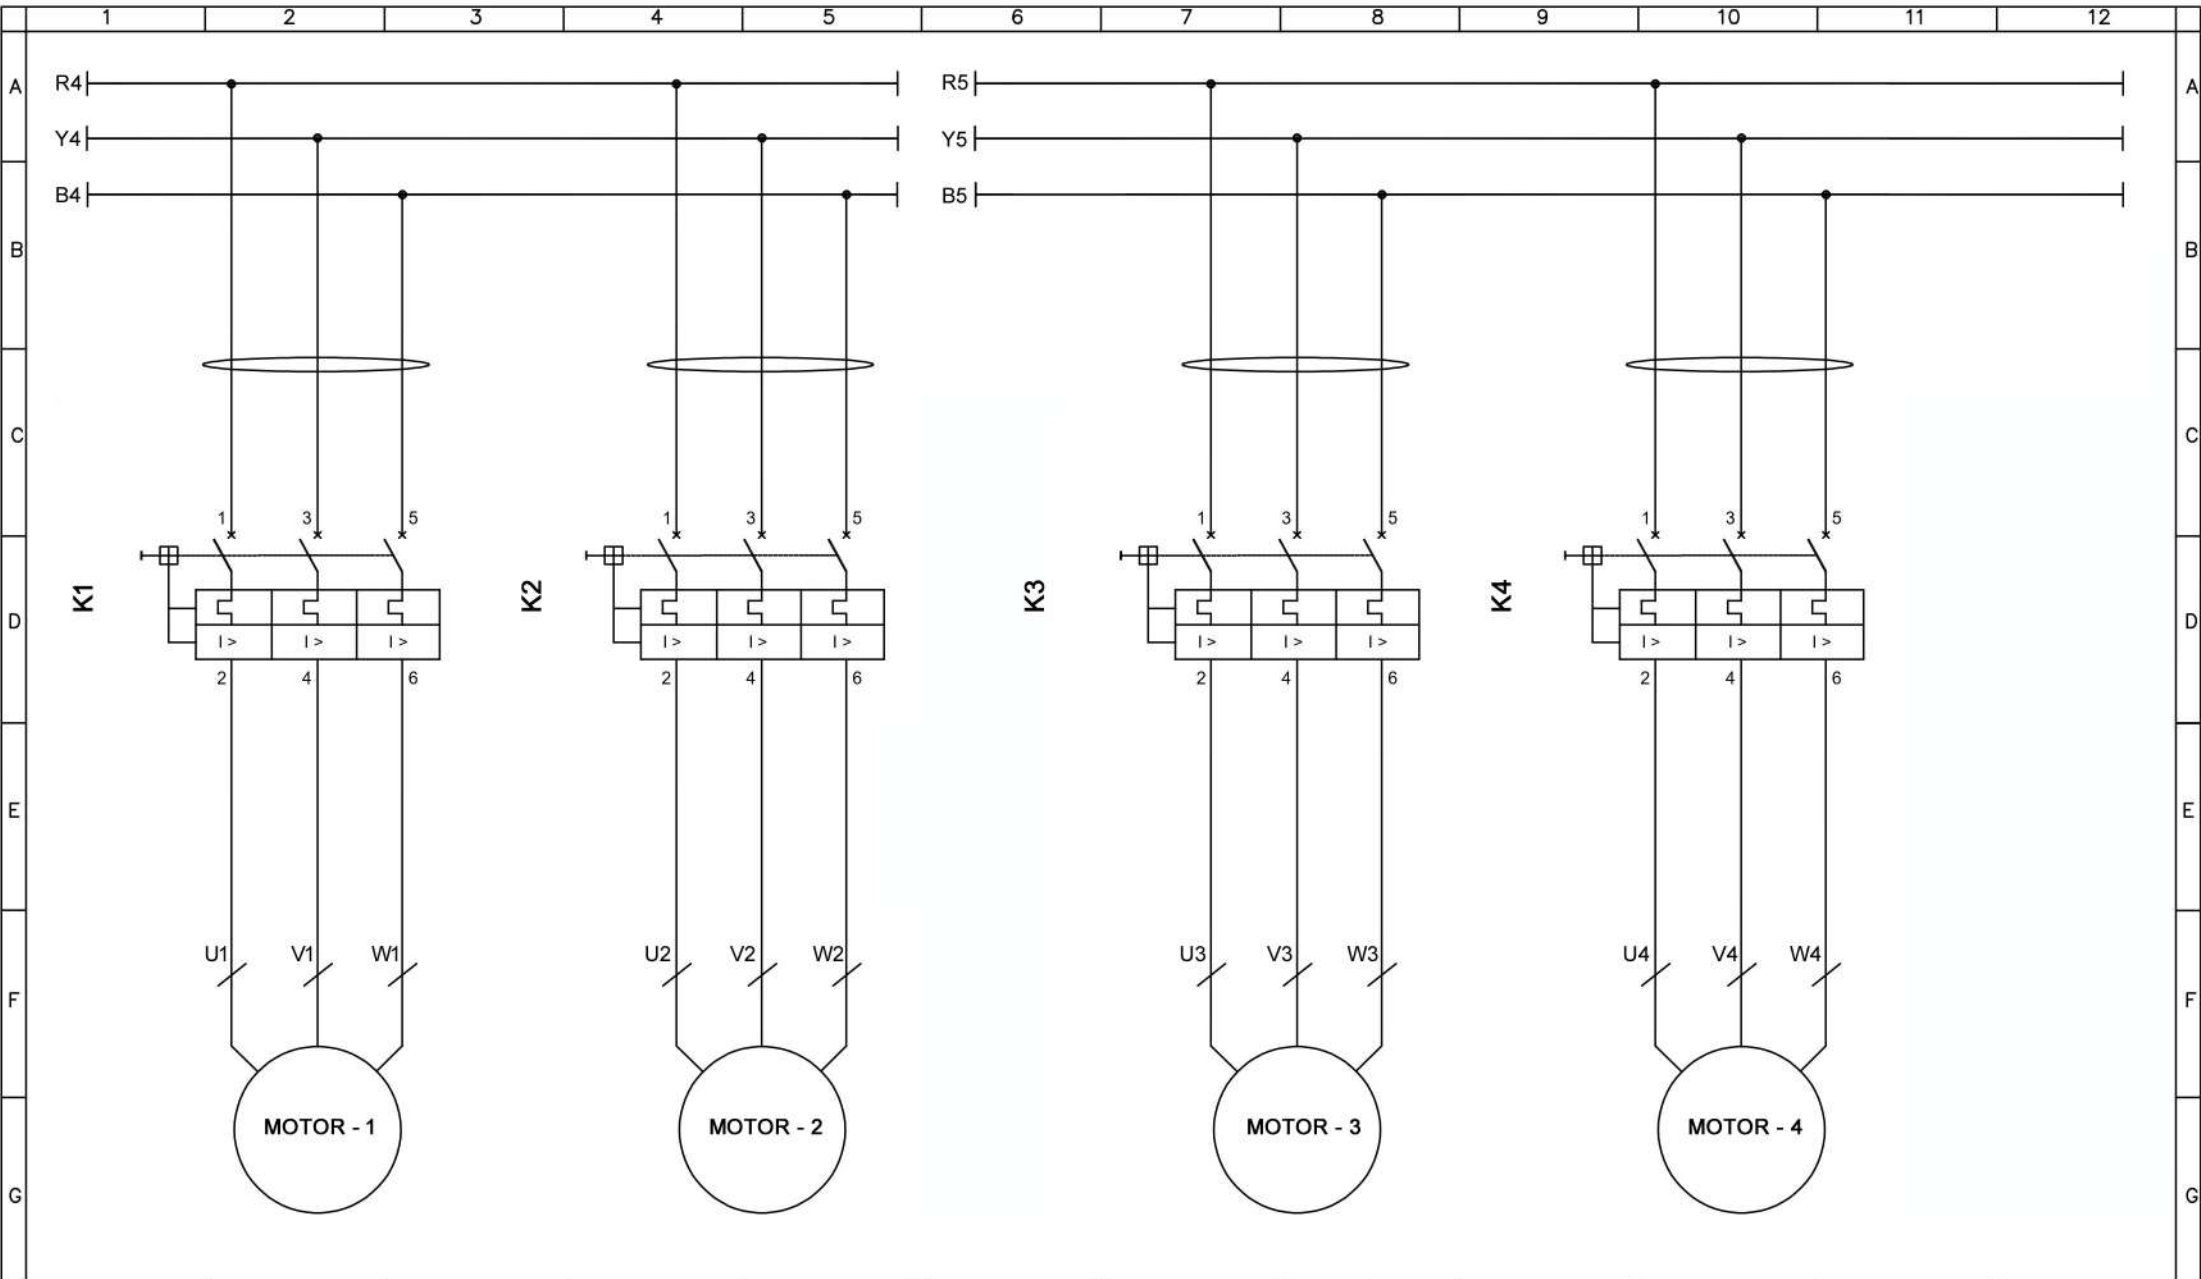 1 2 3 4 5 6 7 8 9 10 11 12
A R4 R5 A
Y4 Y5
B4 B5
B B
C C
1 3 5 1 3 5 1 3 5 1 3 5
K1 K2 K3 K4
D D
I > I > I > I > I > I > I > I > I > I > I > I >
2 4 6 2 4 6 2 4 6 2 4 6
E E
U1 V1 W1 U2 V2 W2 U3 V3 W3 U4 V4 W4
F F
MOTOR - 1 MOTOR - 2 MOTOR - 3 MOTOR - 4
G G